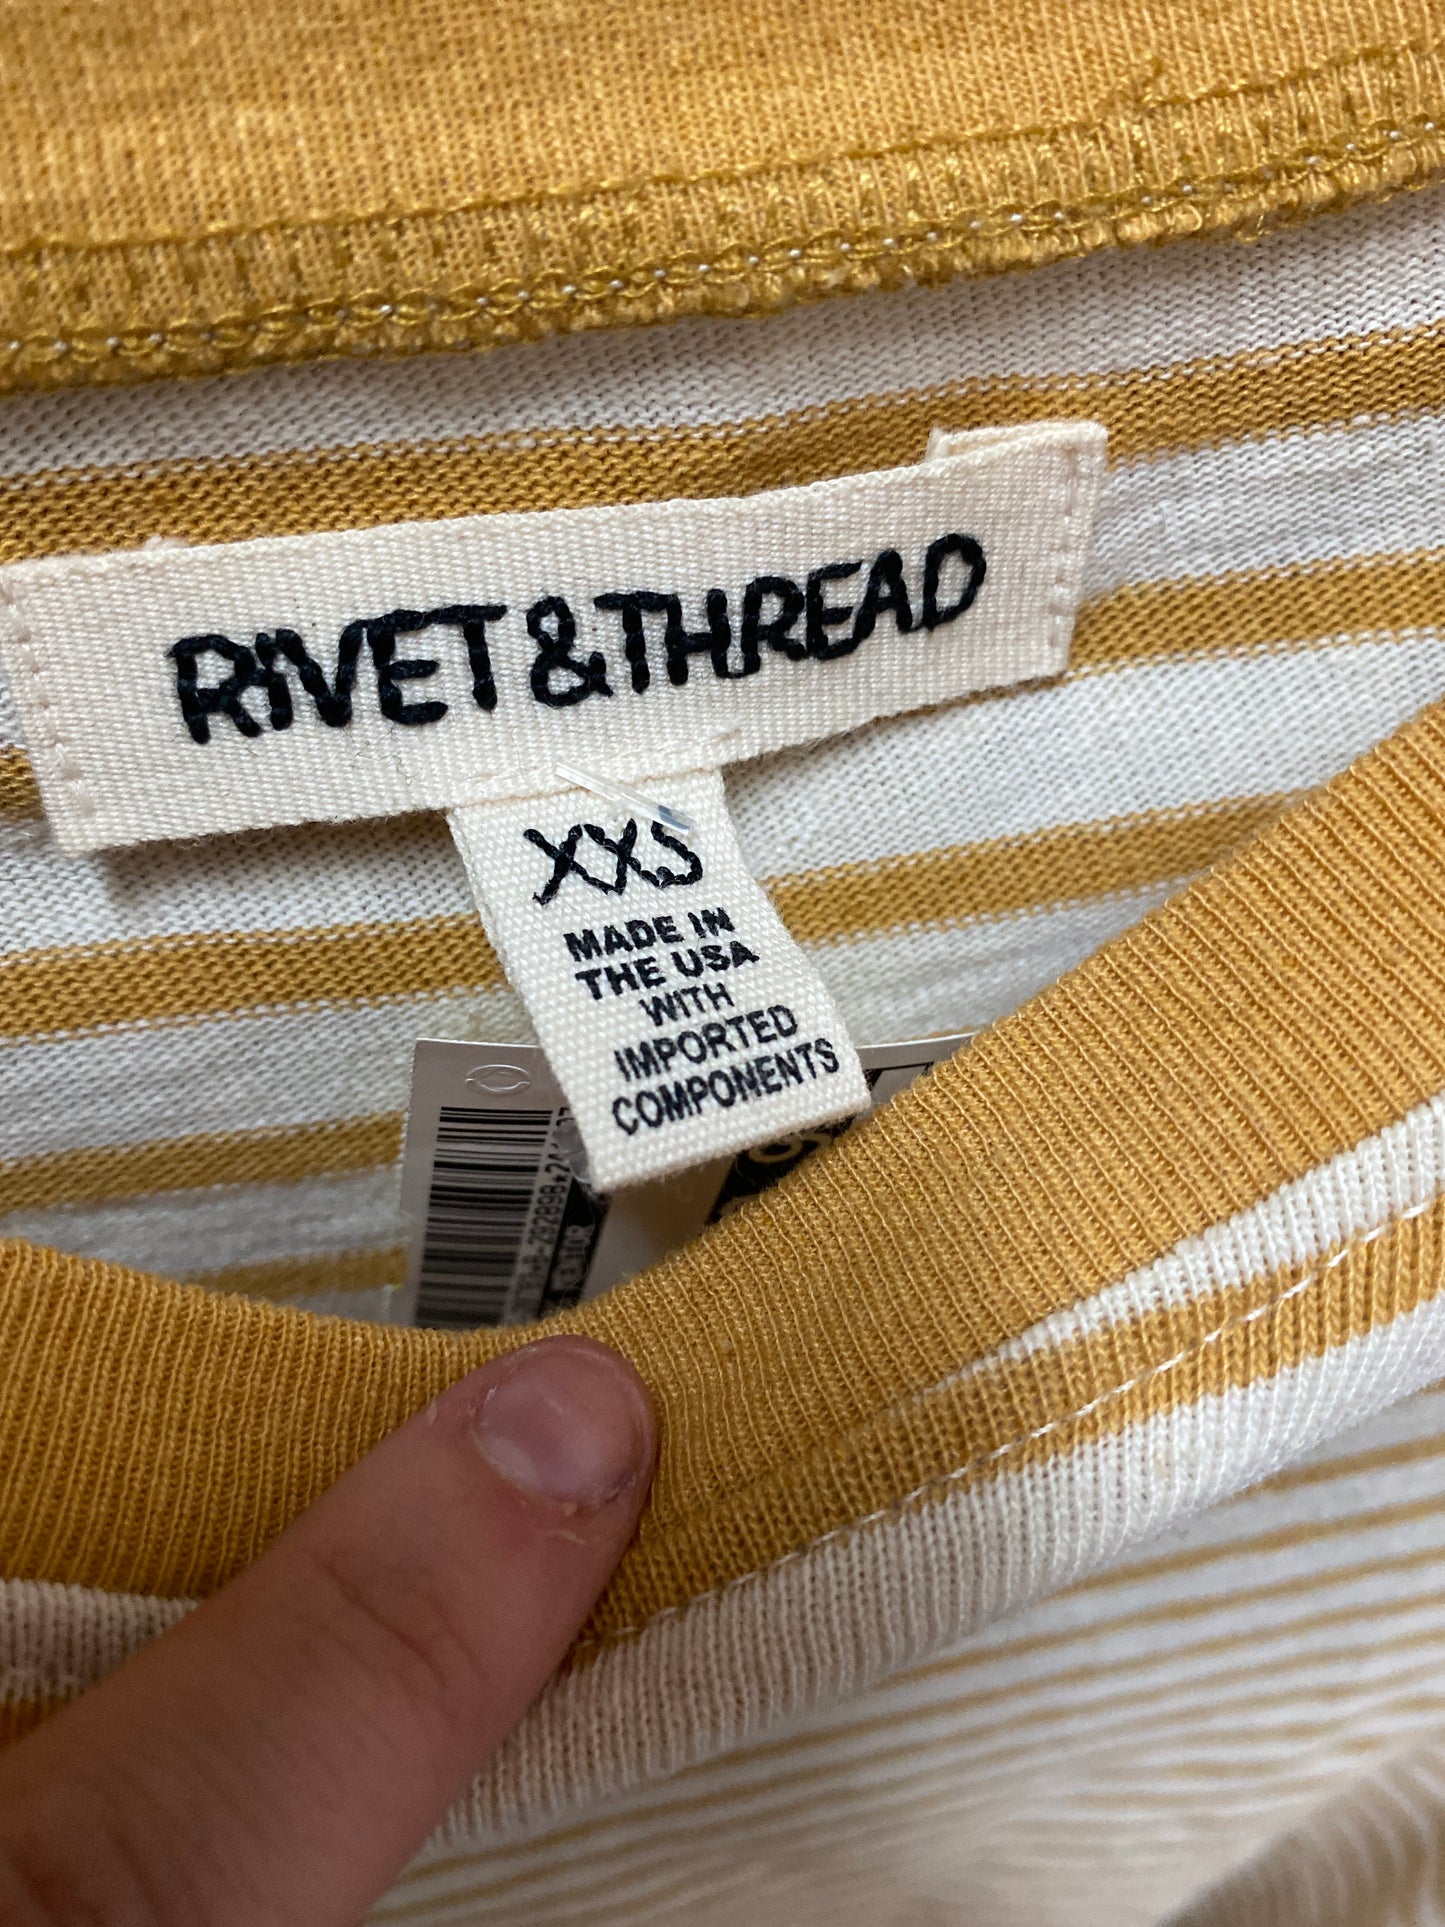 RIVET & THREAD
XXS
MADE IN
THE USA
WITH
IMPORTED
COMPONENTS